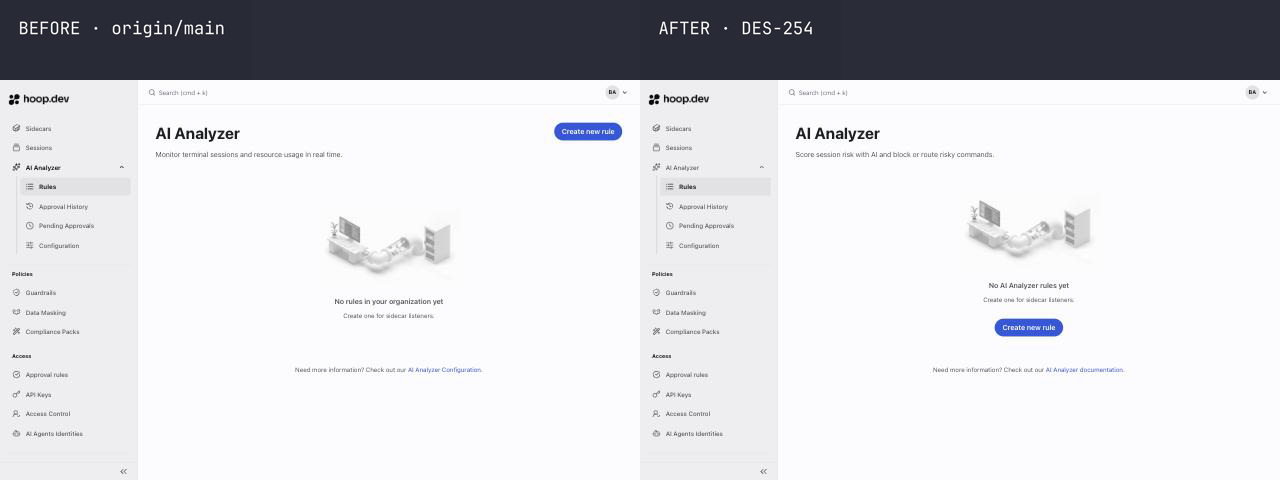 BEFORE · origin/main
hoop.dev
Search (cmd + k)
BA
Sidecars
Sessions
AI Analyzer
Rules
Approval History
Pending Approvals
Configuration
Policies
Guardrails
Data Masking
Compliance Packs
Access
Approval rules
API Keys
Access Control
AI Agents Identities
AI Analyzer
Create new rule
Monitor terminal sessions and resource usage in real time.
No rules in your organization yet
Create one for sidecar listeners.
Need more information? Check out our AI Analyzer Configuration.
AFTER · DES-254
hoop.dev
Search (cmd + k)
BA
Sidecars
Sessions
AI Analyzer
Rules
Approval History
Pending Approvals
Configuration
Policies
Guardrails
Data Masking
Compliance Packs
Access
Approval rules
API Keys
Access Control
AI Agents Identities
AI Analyzer
Score session risk with AI and block or route risky commands.
No AI Analyzer rules yet
Create one for sidecar listeners.
Create new rule
Need more information? Check out our AI Analyzer documentation.